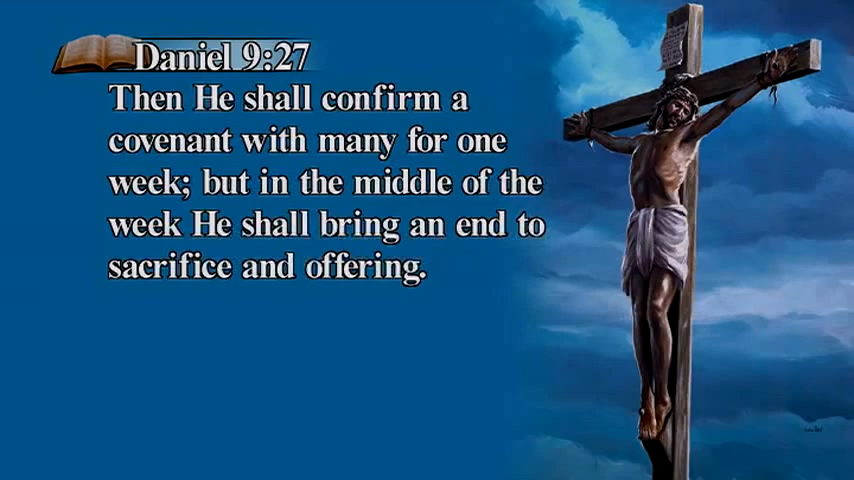 Daniel 9:27
Then He shall confirm a
covenant with many for one
week; but in the middle of the
week He shall bring an end to
sacrifice and offering.